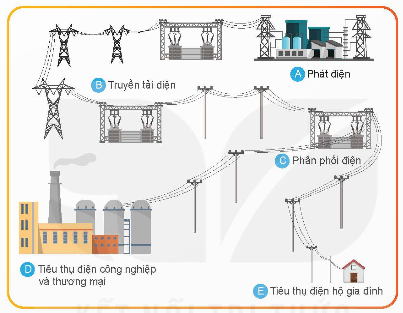 A Phát điện
B Truyền tải điện
C Phân phối điện
D Tiêu thụ điện công nghiệp
và thương mại
E Tiêu thụ điện hộ gia đình